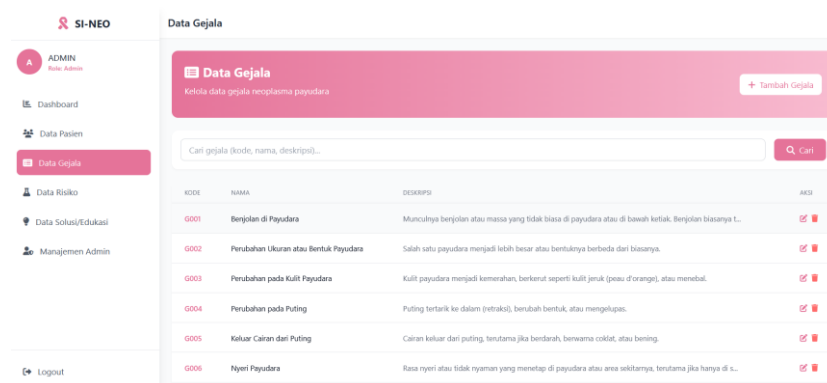 SI-NEO
Data Gejala
A
ADMIN
Role: Admin
Dashboard
Data Pasien
Data Gejala
Data Risiko
Data Solusi/Edukasi
Manajemen Admin
Logout
Data Gejala
Kelola data gejala neoplasma payudara
+ Tambah Gejala
Cari gejala (kode, nama, deskripsi)...
Cari
KODE NAMA DESKRIPSI AKSI
G001 Benjolan di Payudara Munculnya benjolan atau massa yang tidak biasa di payudara atau di bawah ketiak. Benjolan biasanya t...
G002 Perubahan Ukuran atau Bentuk Payudara Salah satu payudara menjadi lebih besar atau bentuknya berbeda dari biasanya.
G003 Perubahan pada Kulit Payudara Kulit payudara menjadi kemerahan, berkerut seperti kulit jeruk (peau d'orange), atau menebal.
G004 Perubahan pada Puting Puting tertarik ke dalam (retraksi), berubah bentuk, atau mengelupas.
G005 Keluar Cairan dari Puting Cairan keluar dari puting, terutama jika berdarah, berwarna coklat, atau bening.
G006 Nyeri Payudara Rasa nyeri atau tidak nyaman yang menetap di payudara atau area sekitarnya, terutama jika hanya di s...